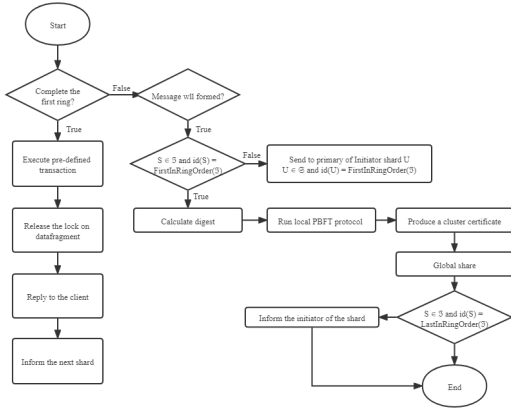 Start
Complete the
first ring?
False
Message wll formed?
True
True
Execute pre-defined
transaction
S ∈ ℑ and id(S) =
FirstInRingOrder(ℑ)
False
Send to primary of Initiator shard U
U ∈ 𝔖 and id(U) = FirstInRingOrder(ℑ)
True
Release the lock on
datafragment
Calculate digest
Run local PBFT protocol
Produce a cluster certificate
Global share
Reply to the client
Inform the initiator of the shard
S ∈ ℑ and id(S) =
LastInRingOrder(ℑ)
Inform the next shard
End